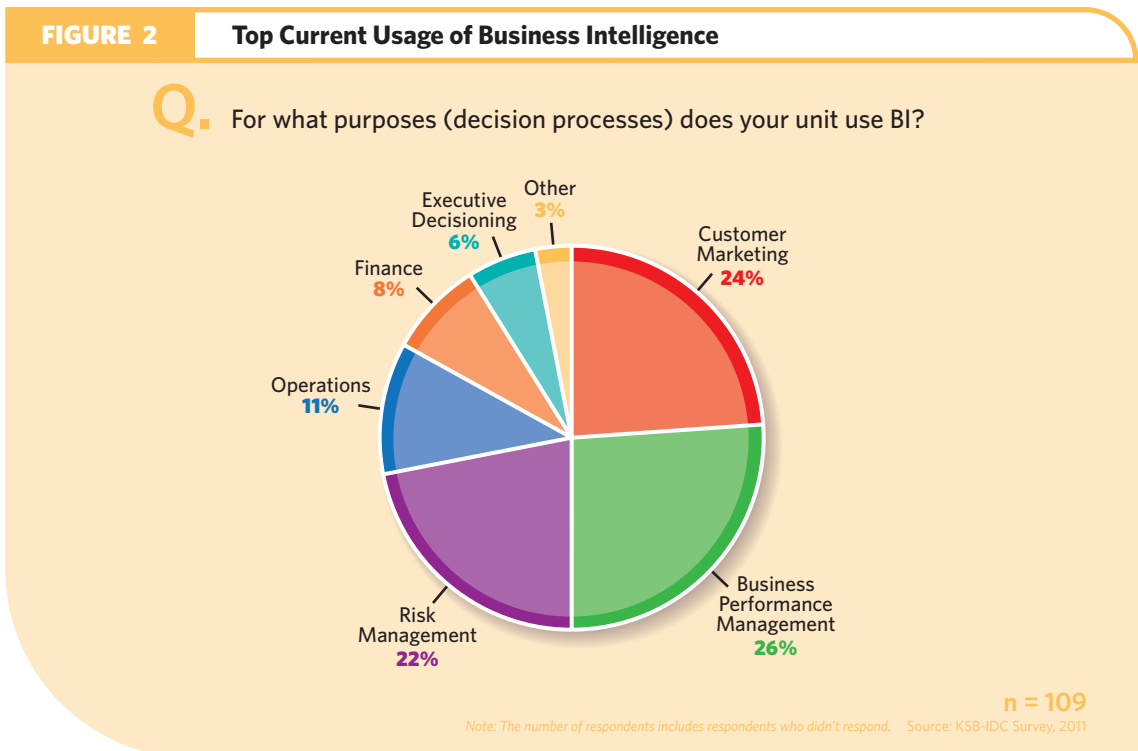 FIGURE 2
Top Current Usage of Business Intelligence
Q. For what purposes (decision processes) does your unit use BI?
Other
3%
Executive
Decisioning
6%
Customer
Marketing
24%
Finance
8%
Operations
11%
Business
Performance
Management
26%
Risk
Management
22%
n = 109
Note: The number of respondents includes respondents who didn't respond. Source: KSB-IDC Survey, 2011